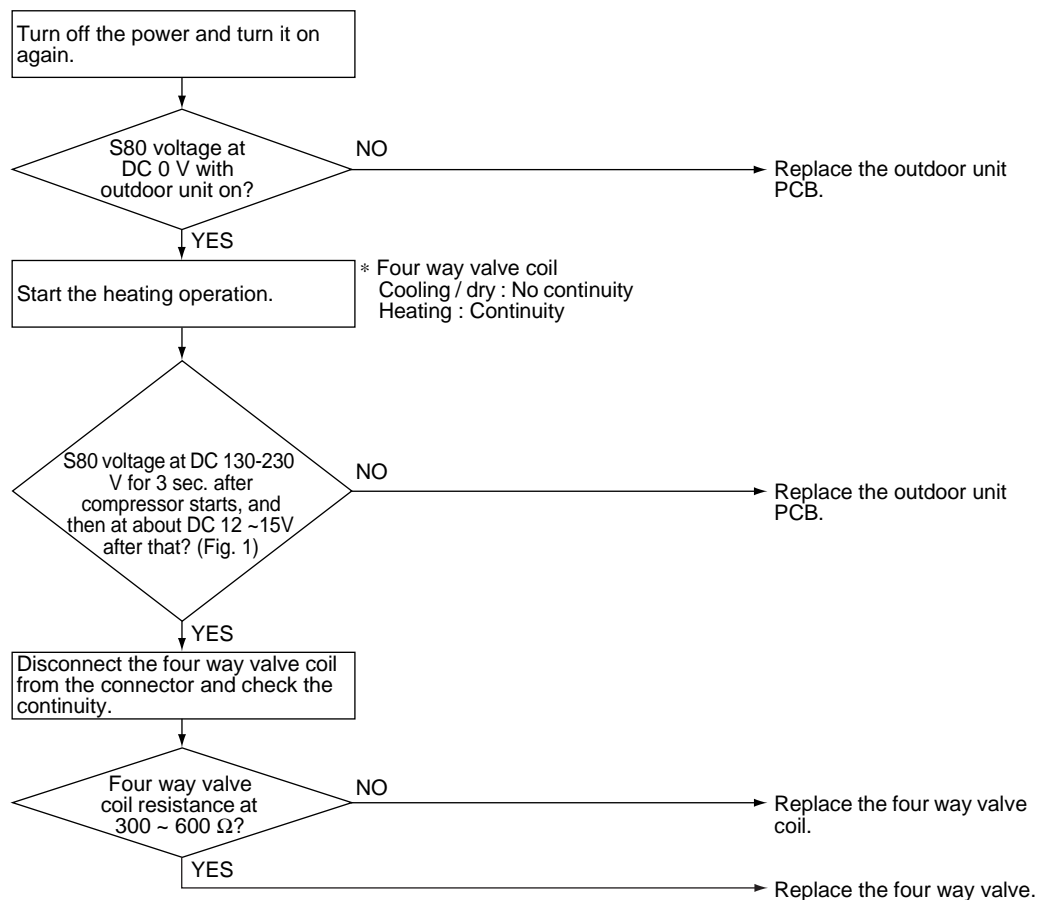 Turn off the power and turn it on
again.
S80 voltage at
DC 0 V with
outdoor unit on?
NO
Replace the outdoor unit
PCB.
YES
Start the heating operation.
∗ Four way valve coil
Cooling / dry : No continuity
Heating : Continuity
S80 voltage at DC 130-230
V for 3 sec. after
compressor starts, and
then at about DC 12 ~15V
after that? (Fig. 1)
NO
Replace the outdoor unit
PCB.
YES
Disconnect the four way valve coil
from the connector and check the
continuity.
Four way valve
coil resistance at
300 ~ 600 Ω?
NO
Replace the four way valve
coil.
YES
Replace the four way valve.